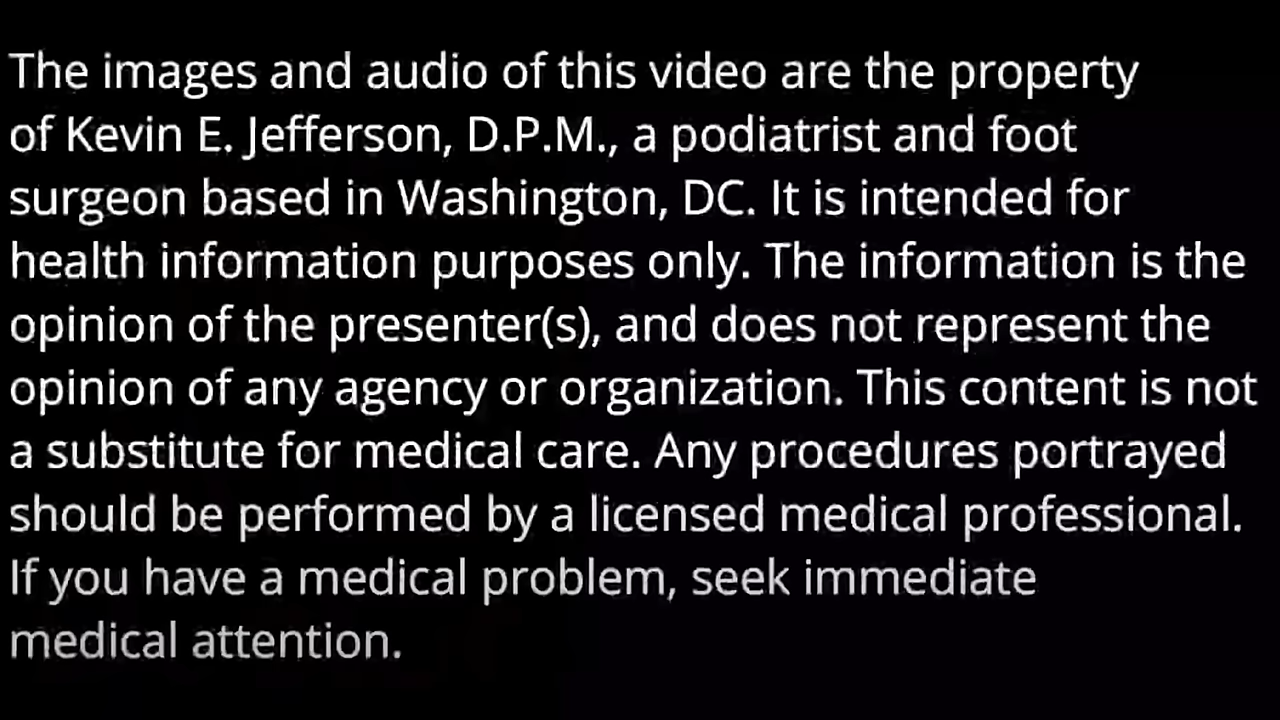 The images and audio of this video are the property
of Kevin E. Jefferson, D.P.M., a podiatrist and foot
surgeon based in Washington, DC. It is intended for
health information purposes only. The information is the
opinion of the presenter(s), and does not represent the
opinion of any agency or organization. This content is not
a substitute for medical care. Any procedures portrayed
should be performed by a licensed medical professional.
If you have a medical problem, seek immediate
medical attention.